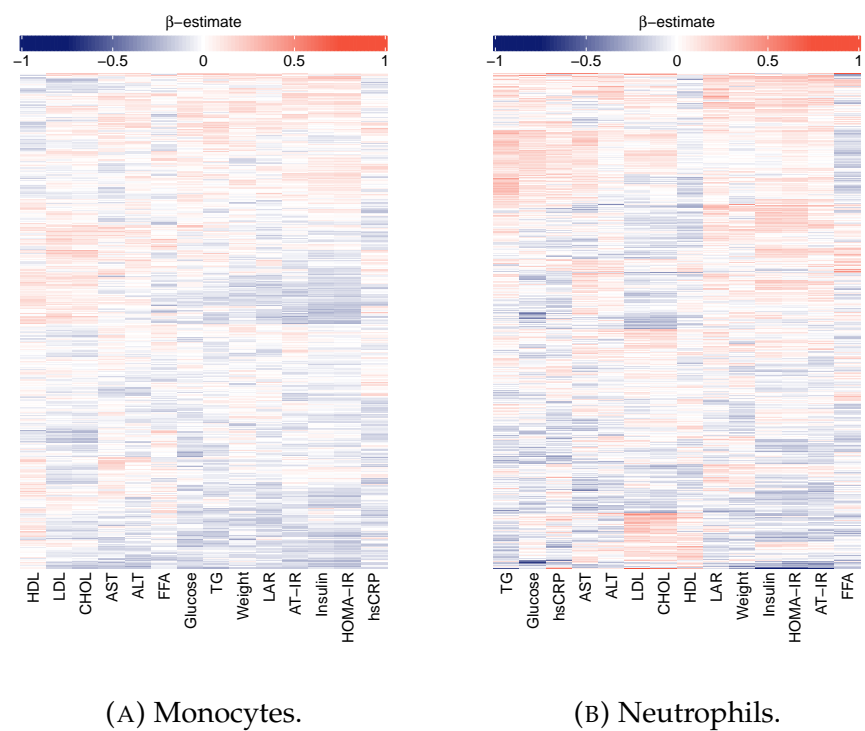 β−estimate
−1 −0.5 0 0.5 1
HDL
LDL
CHOL
AST
ALT
FFA
Glucose
TG
Weight
LAR
AT−IR
Insulin
HOMA−IR
hsCRP
(A) Monocytes.
β−estimate
−1 −0.5 0 0.5 1
TG
Glucose
hsCRP
AST
ALT
LDL
CHOL
HDL
LAR
Weight
Insulin
HOMA−IR
AT−IR
FFA
(B) Neutrophils.